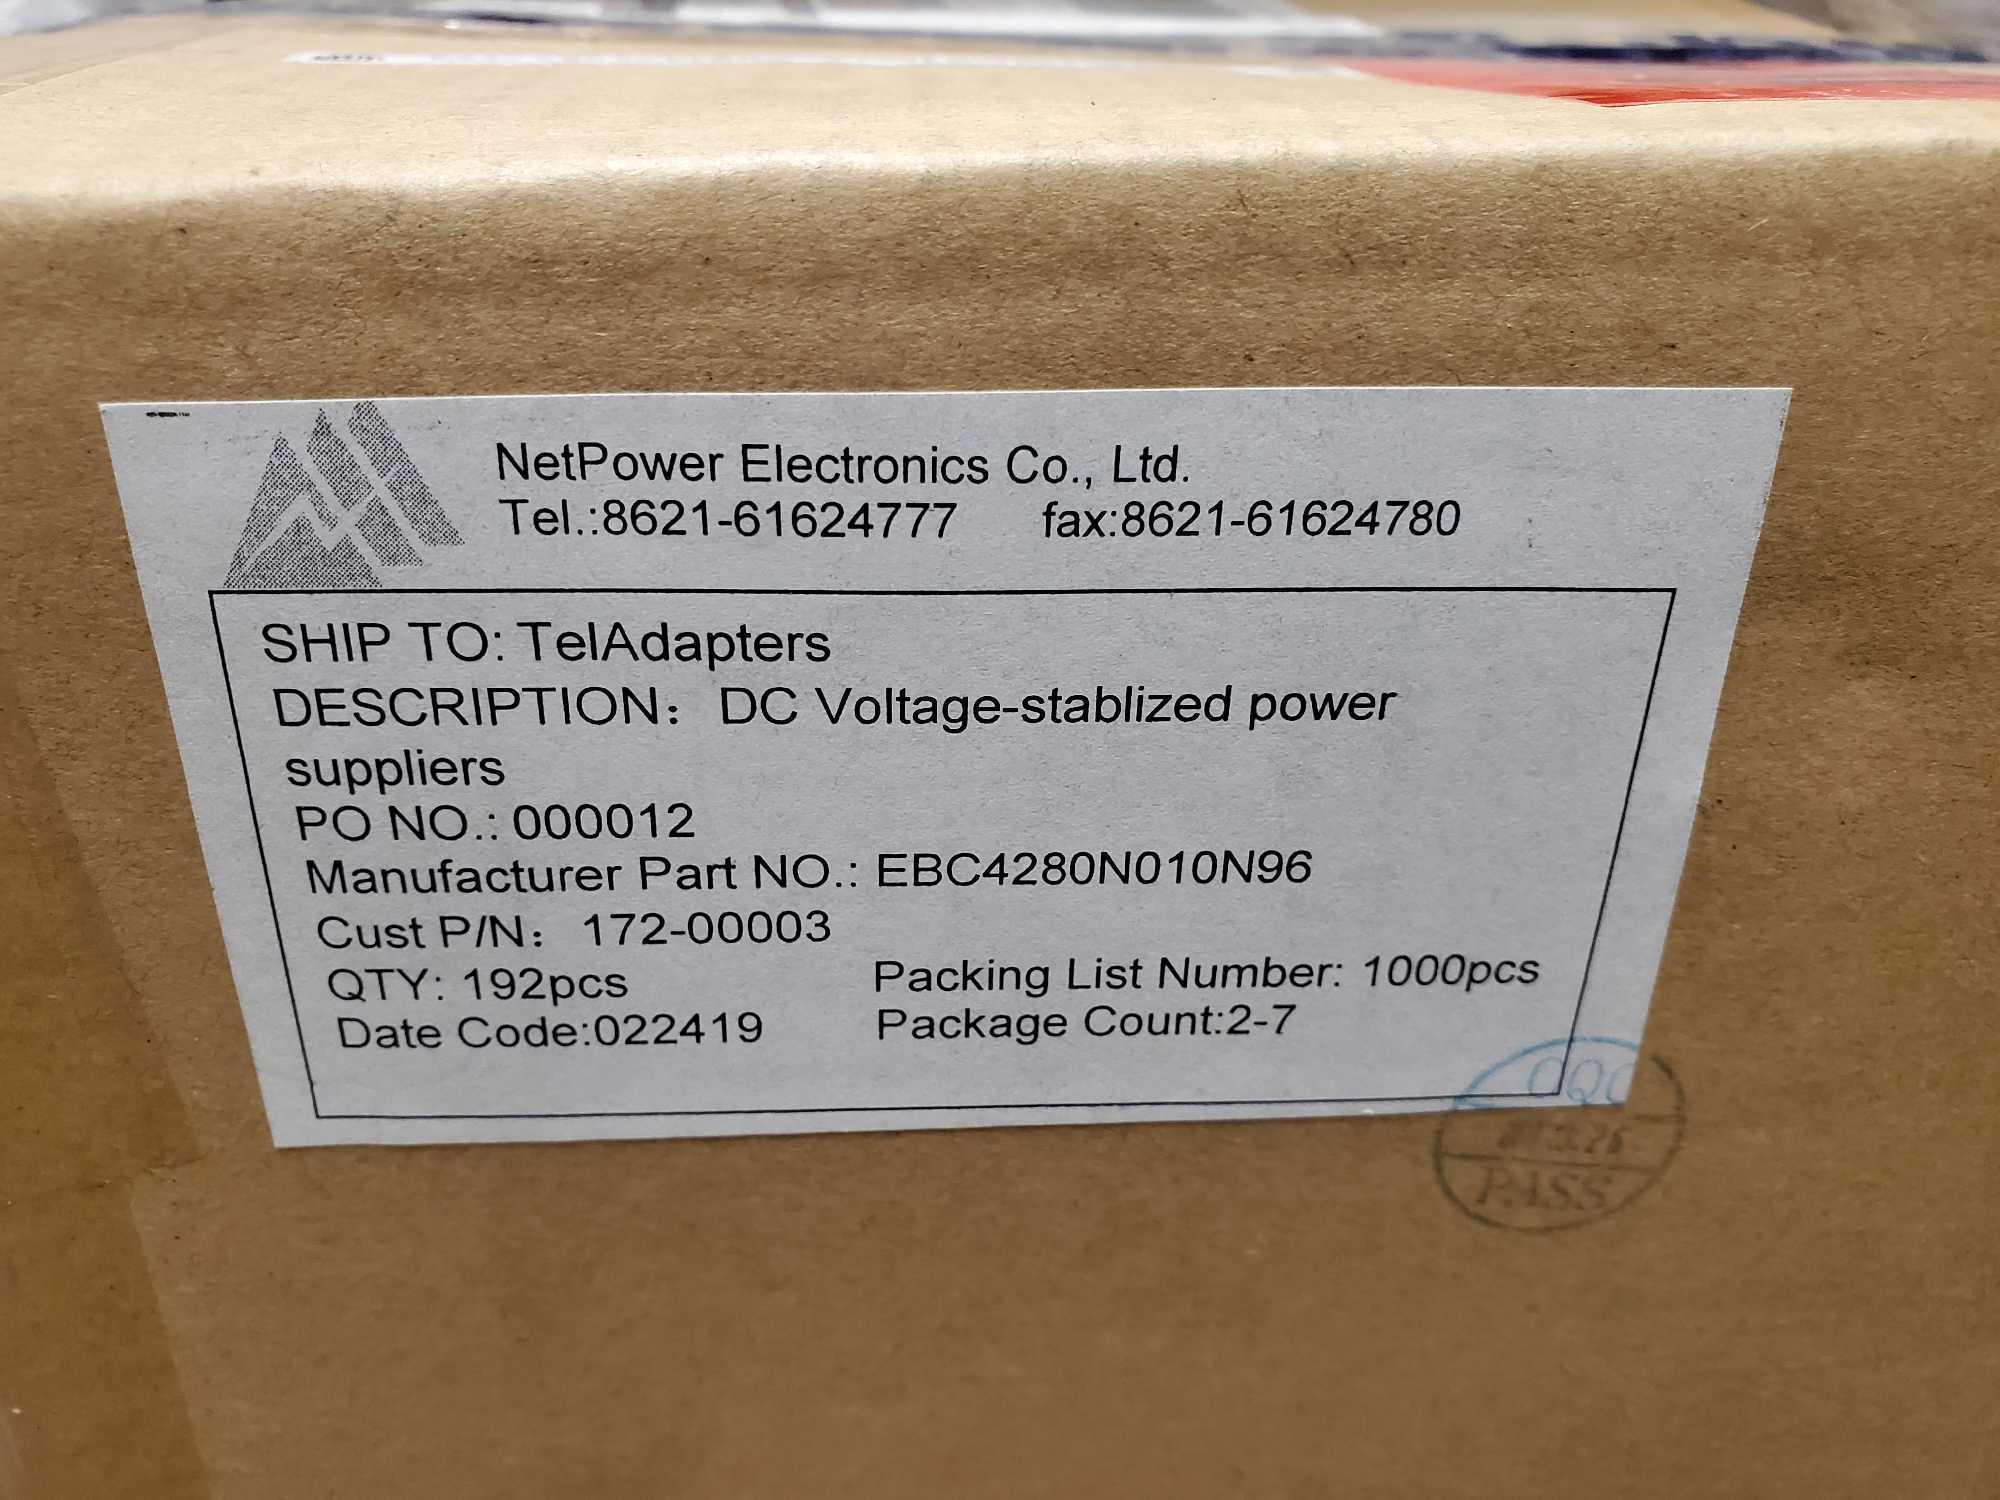 NetPower Electronics Co., Ltd.
Tel.:8621-61624777 fax:8621-61624780
SHIP TO: TelAdapters
DESCRIPTION: DC Voltage-stablized power
suppliers
PO NO.: 000012
Manufacturer Part NO.: EBC4280N010N96
Cust P/N: 172-00003
QTY: 192pcs Packing List Number: 1000pcs
Date Code:022419 Package Count:2-7
OQC
PASS